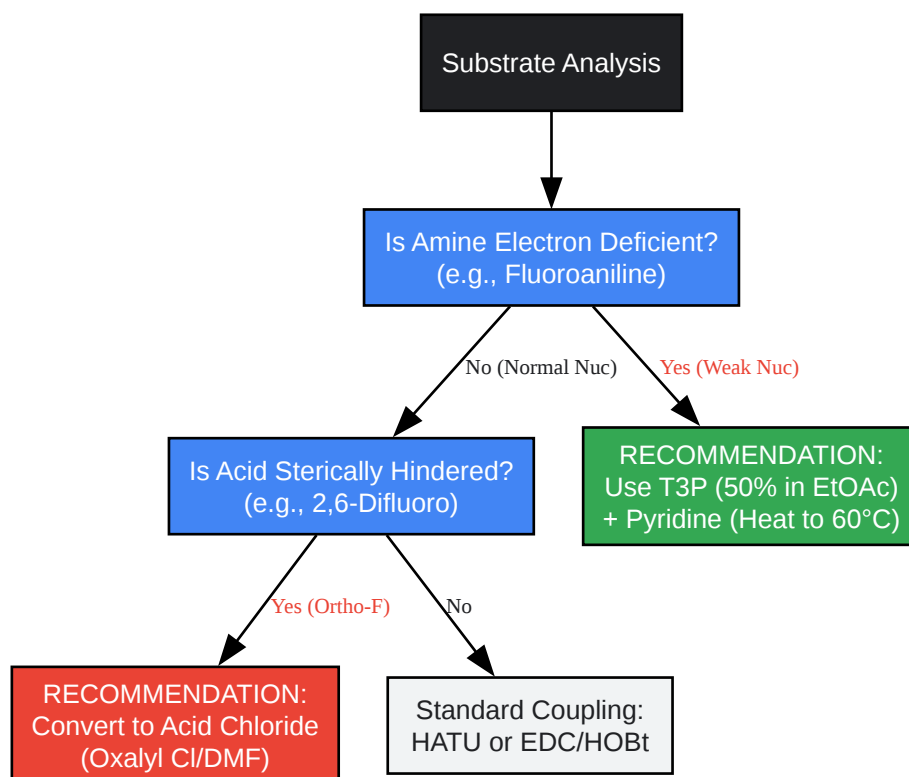 Substrate Analysis
Is Amine Electron Deficient?
(e.g., Fluoroaniline)
No (Normal Nuc)
Yes (Weak Nuc)
Is Acid Sterically Hindered?
(e.g., 2,6-Difluoro)
RECOMMENDATION:
Use T3P (50% in EtOAc)
+ Pyridine (Heat to 60°C)
Yes (Ortho-F)
No
RECOMMENDATION:
Convert to Acid Chloride
(Oxalyl Cl/DMF)
Standard Coupling:
HATU or EDC/HOBt